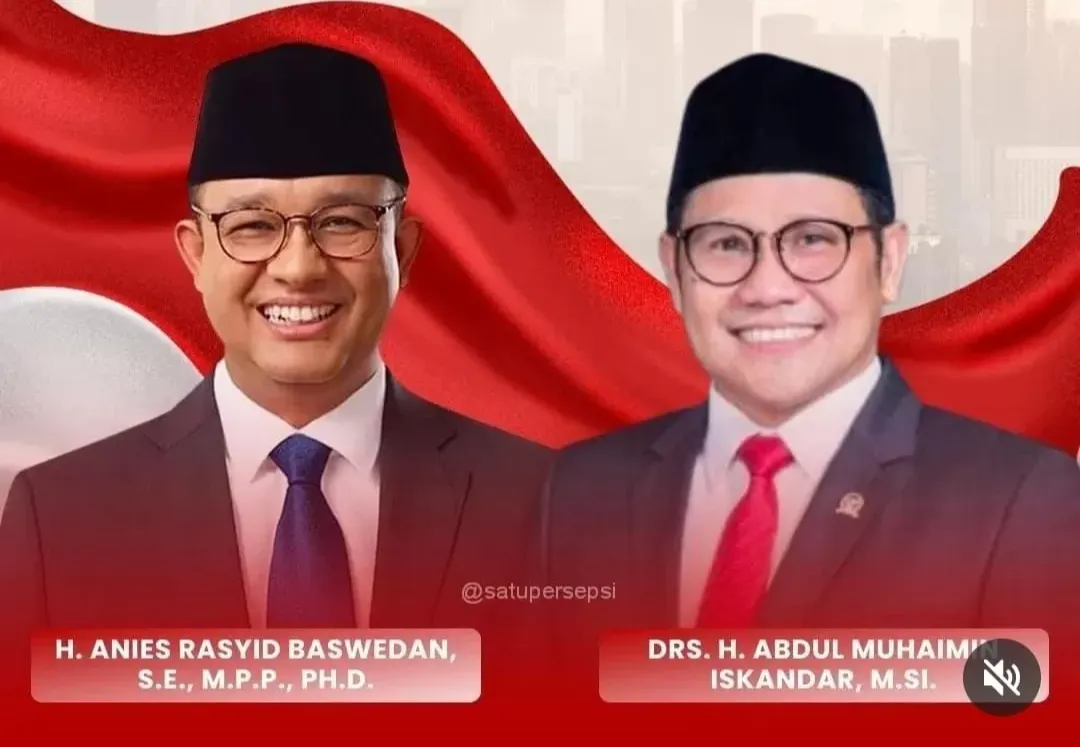 @satupersepsi
H. ANIES RASYID BASWEDAN,
S.E., M.P.P., PH.D.
DRS. H. ABDUL MUHAIMIN
ISKANDAR, M.SI.